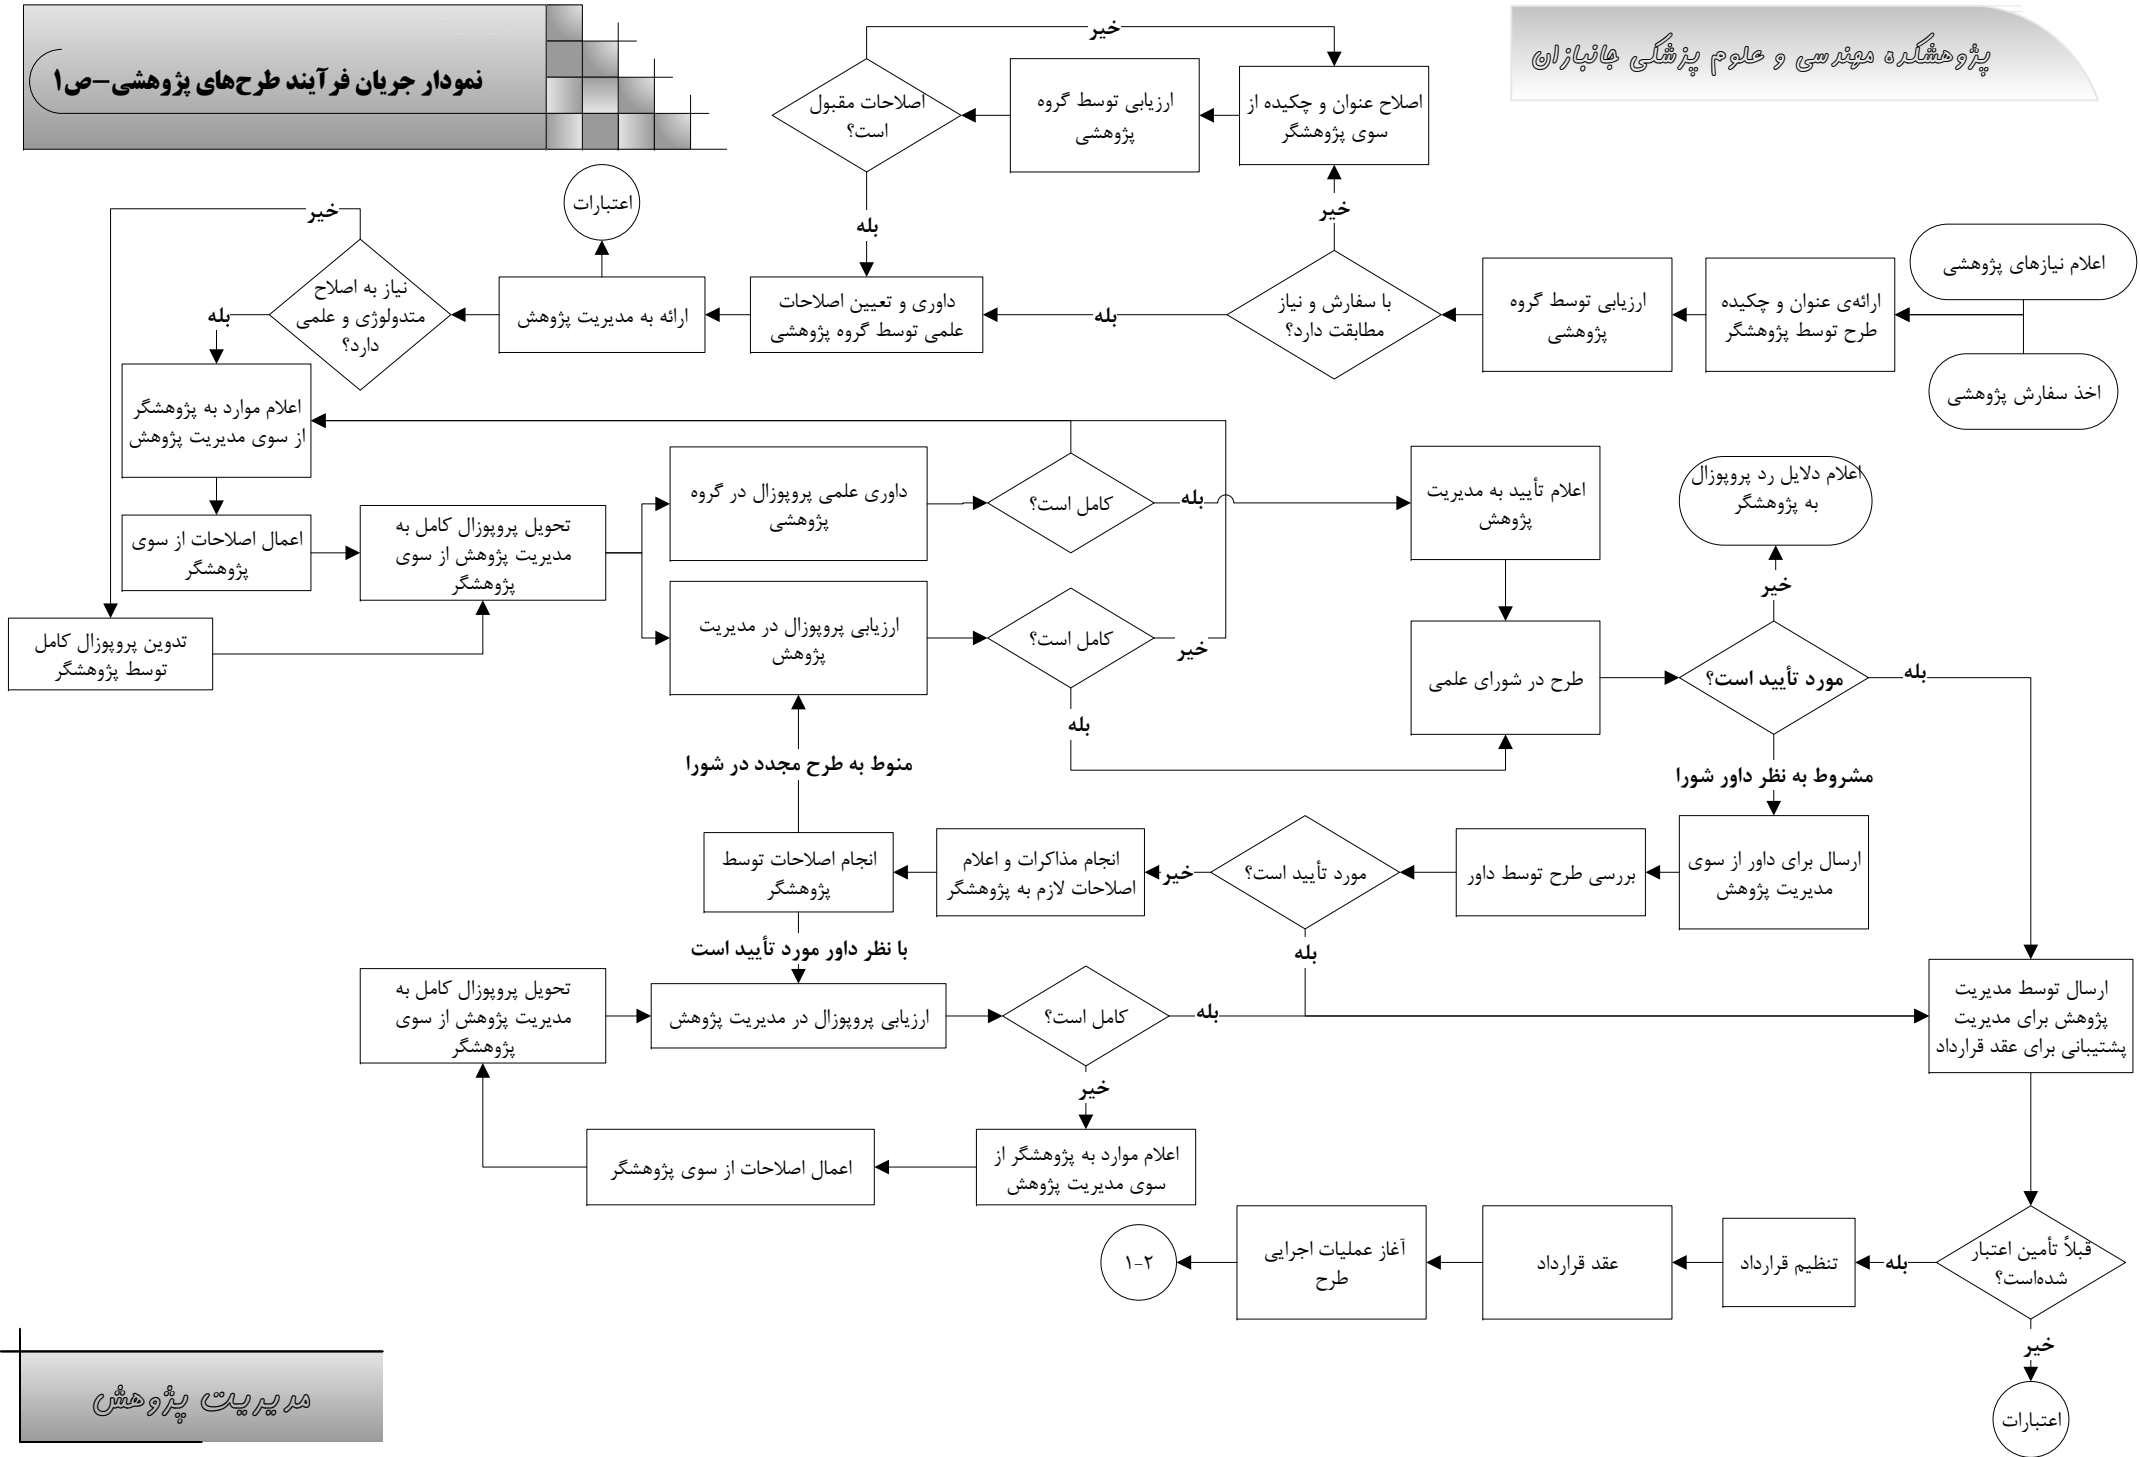 پژوهشکده مهندسی و علوم پزشکی جانبازان
نمودار جریان فرآیند طرح‌های پژوهشی-ص۱
اعلام نیازهای پژوهشی
اخذ سفارش پژوهشی
ارائه‌ی عنوان و چکیده
طرح توسط پژوهشگر
ارزیابی توسط گروه
پژوهشی
با سفارش و نیاز
مطابقت دارد؟
خیر
اصلاح عنوان و چکیده از
سوی پژوهشگر
ارزیابی توسط گروه
پژوهشی
اصلاحات مقبول
است؟
خیر
بله
بله
داوری و تعیین اصلاحات
علمی توسط گروه پژوهشی
ارائه به مدیریت پژوهش
اعتبارات
نیاز به اصلاح
متدولوژی و علمی
دارد؟
خیر
بله
اعلام موارد به پژوهشگر
از سوی مدیریت پژوهش
اعمال اصلاحات از سوی
پژوهشگر
تدوین پروپوزال کامل
توسط پژوهشگر
تحویل پروپوزال کامل به
مدیریت پژوهش از سوی
پژوهشگر
داوری علمی پروپوزال در گروه
پژوهشی
کامل است؟
بله
اعلام تأیید به مدیریت
پژوهش
ارزیابی پروپوزال در مدیریت
پژوهش
کامل است؟
خیر
بله
طرح در شورای علمی
مورد تأیید است؟
خیر
اعلام دلایل رد پروپوزال
به پژوهشگر
بله
مشروط به نظر داور شورا
ارسال برای داور از سوی
مدیریت پژوهش
بررسی طرح توسط داور
مورد تأیید است؟
خیر
بله
انجام مذاکرات و اعلام
اصلاحات لازم به پژوهشگر
انجام اصلاحات توسط
پژوهشگر
منوط به طرح مجدد در شورا
با نظر داور مورد تأیید است
ارزیابی پروپوزال در مدیریت پژوهش
کامل است؟
بله
خیر
اعلام موارد به پژوهشگر از
سوی مدیریت پژوهش
اعمال اصلاحات از سوی پژوهشگر
تحویل پروپوزال کامل به
مدیریت پژوهش از سوی
پژوهشگر
ارسال توسط مدیریت
پژوهش برای مدیریت
پشتیبانی برای عقد قرارداد
قبلاً تأمین اعتبار
شده‌است؟
بله
خیر
اعتبارات
تنظیم قرارداد
عقد قرارداد
آغاز عملیات اجرایی
طرح
۱-۲
مدیریت پژوهش